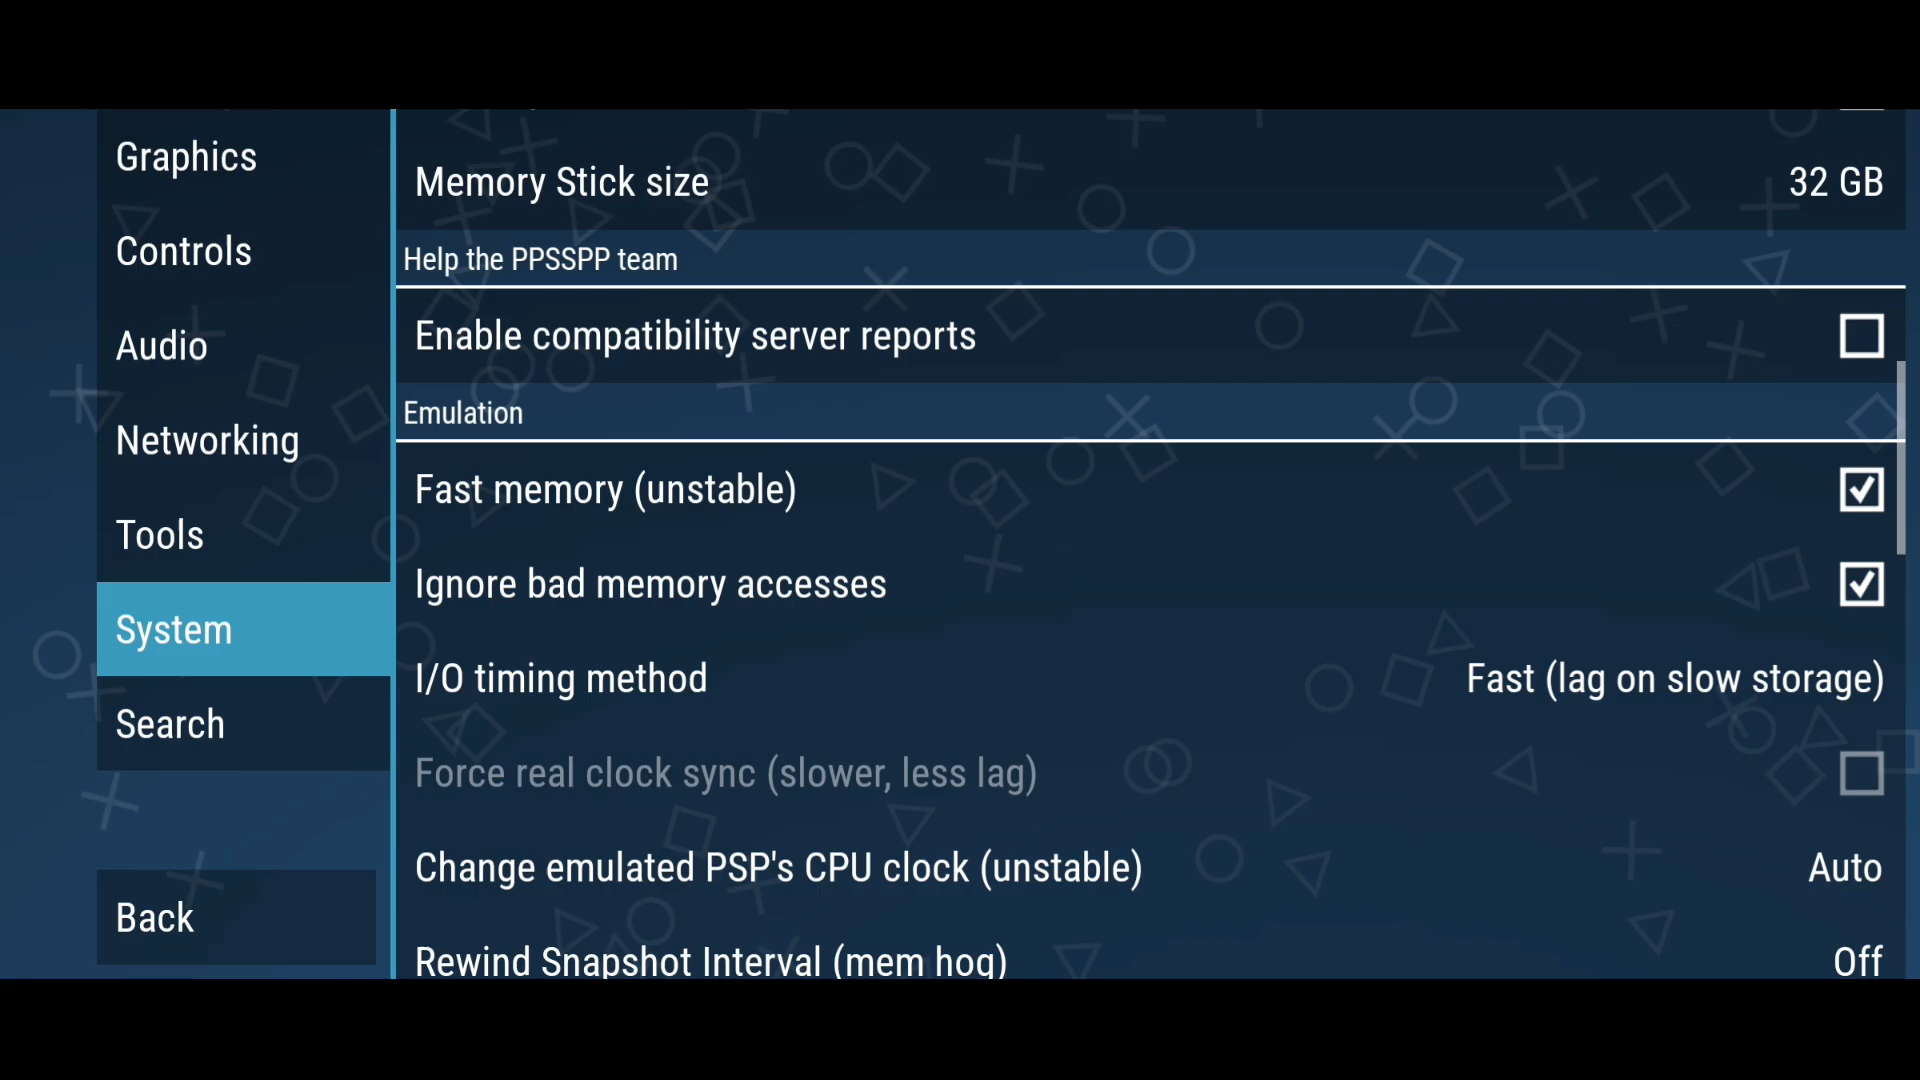 Graphics
Controls
Audio
Networking
Tools
System
Search
Back
Memory Stick size 32 GB
Help the PPSSPP team
Enable compatibility server reports
Emulation
Fast memory (unstable)
Ignore bad memory accesses
I/O timing method Fast (lag on slow storage)
Force real clock sync (slower, less lag)
Change emulated PSP's CPU clock (unstable) Auto
Rewind Snapshot Interval (mem hog) Off